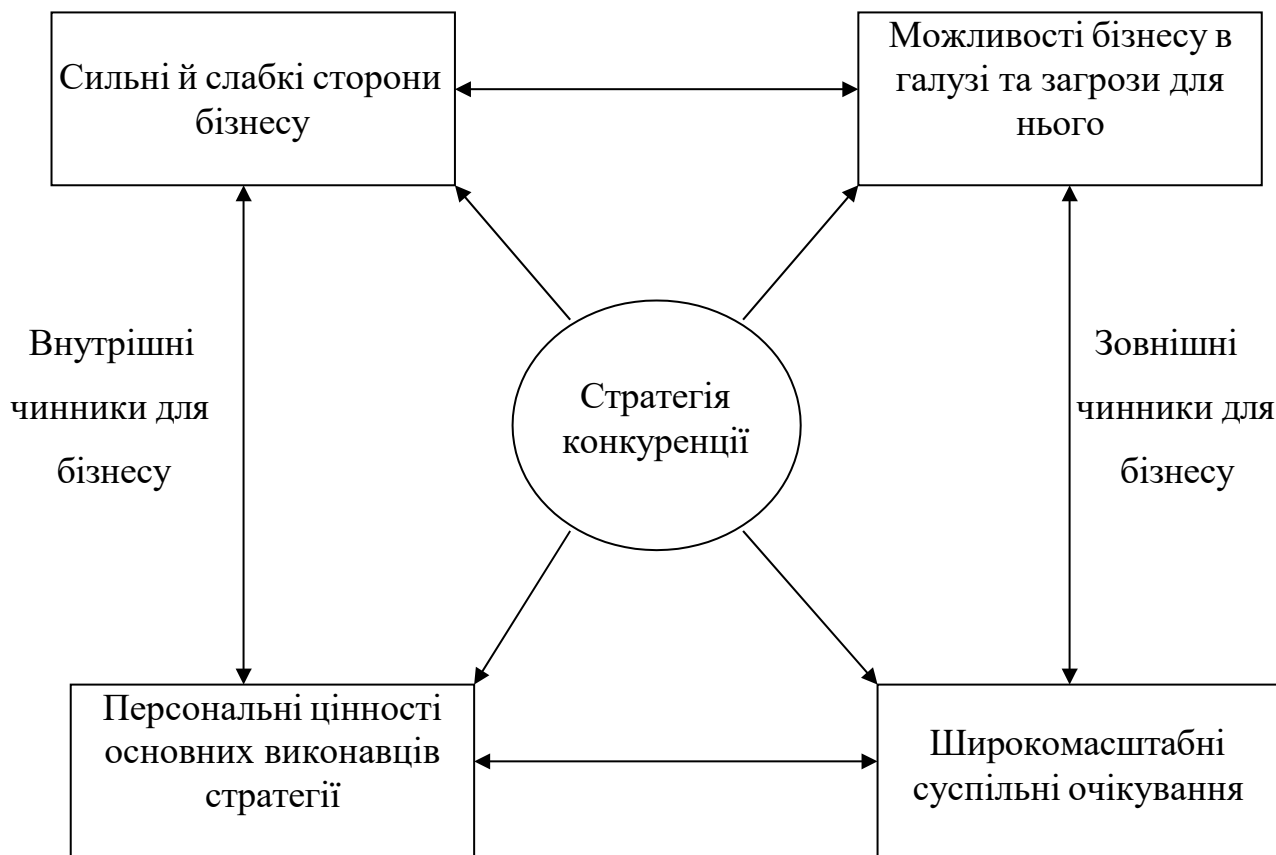 Сильні й слабкі сторони
бізнесу
Можливості бізнесу в
галузі та загрози для
нього
Внутрішні
чинники для
бізнесу
Стратегія
конкуренції
Зовнішні
чинники для
бізнесу
Персональні цінності
основних виконавців
стратегії
Широкомасштабні
суспільні очікування